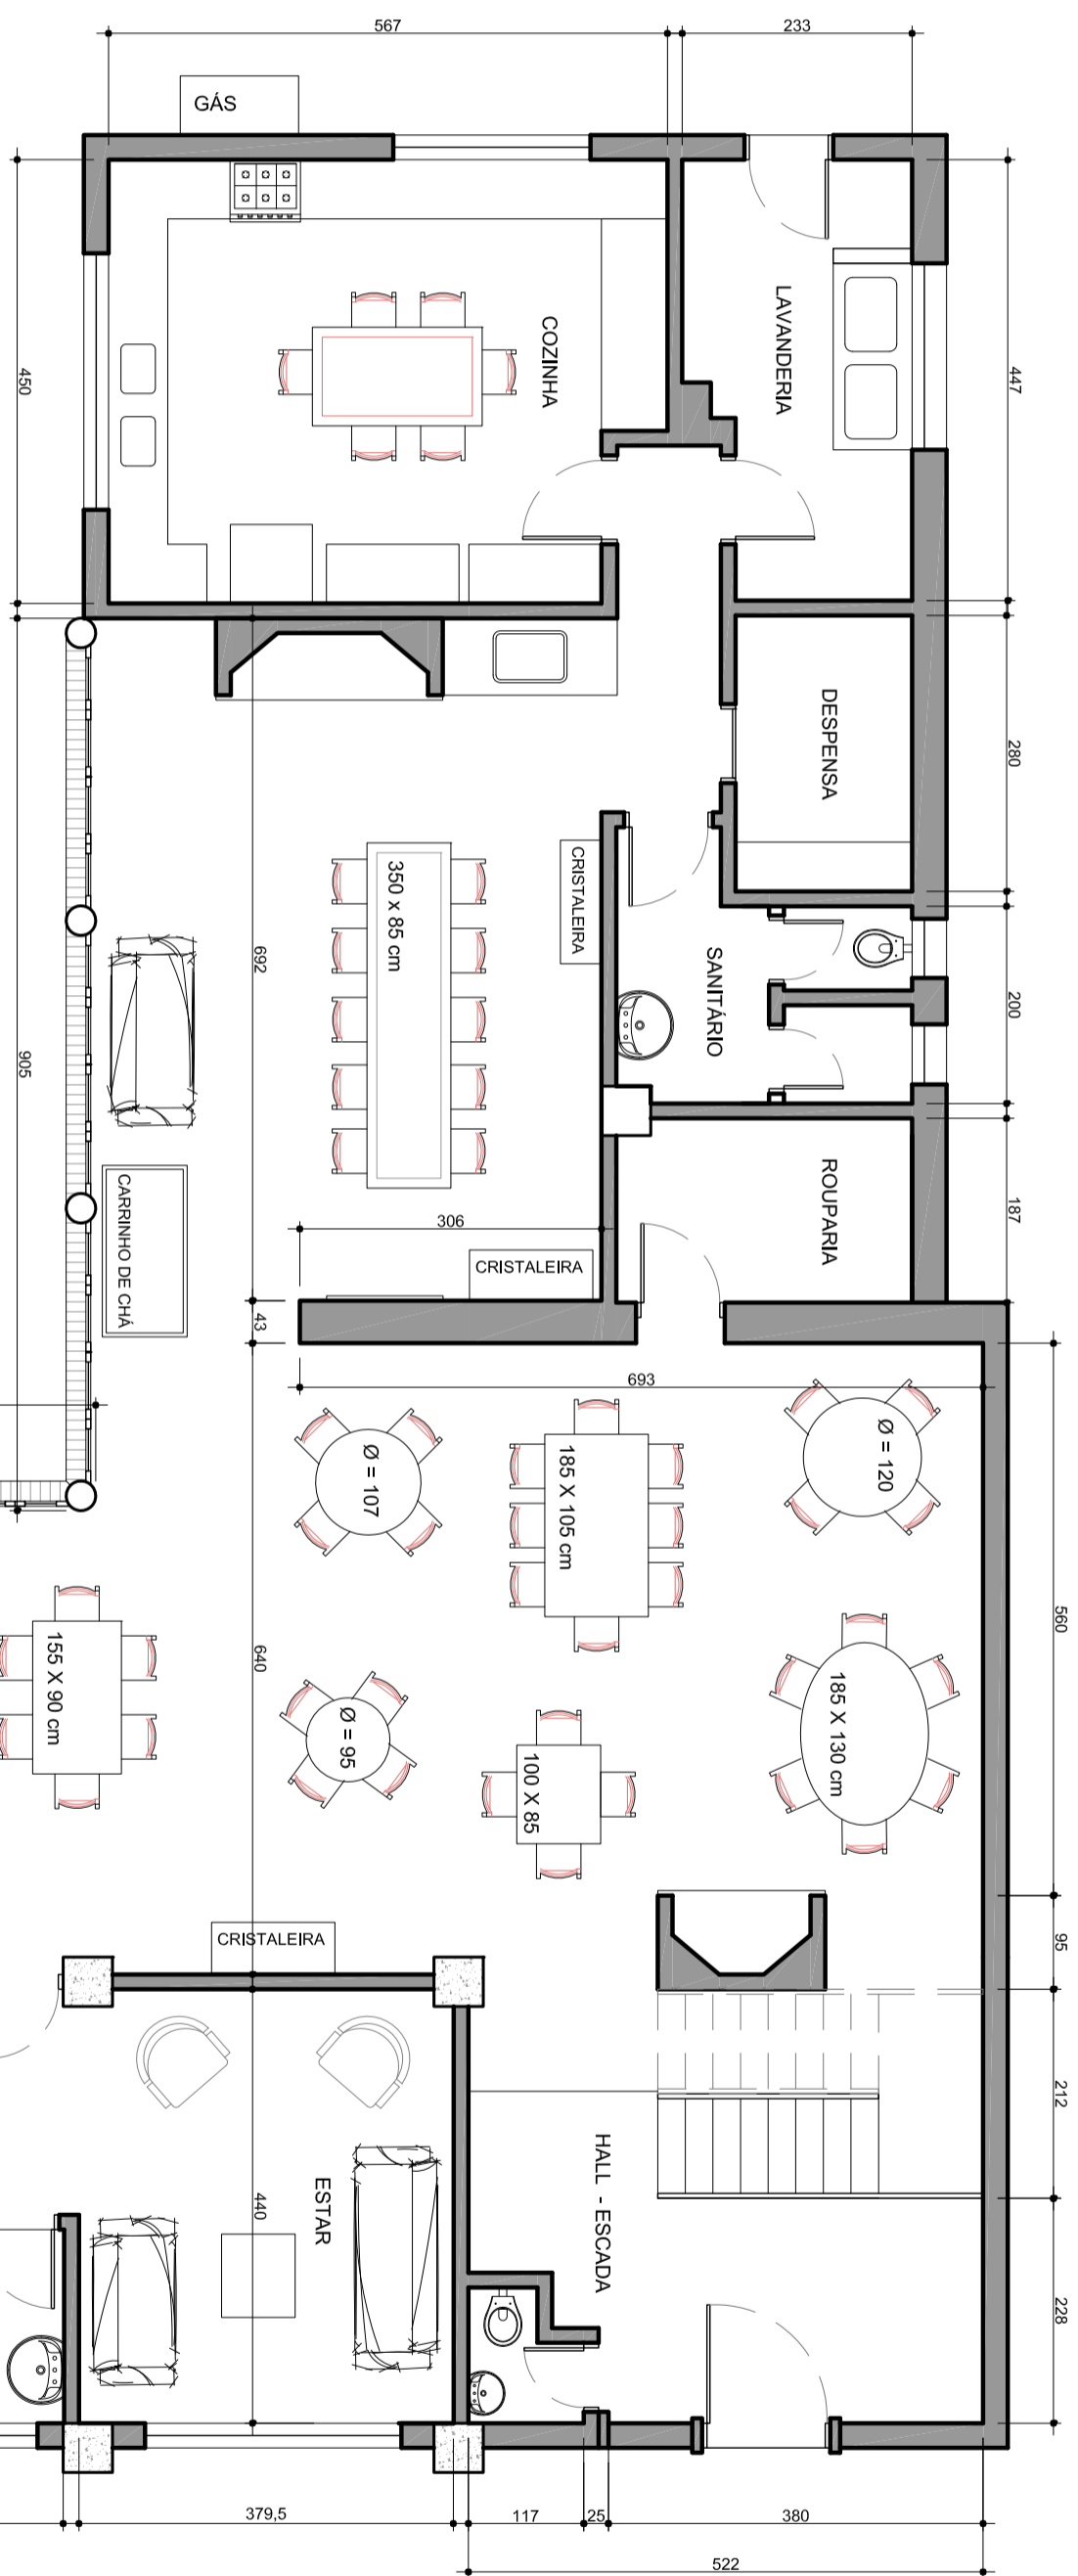 567
233
GÁS
LAVANDERIA
COZINHA
447
450
DESPENSA
280
CRISTALEIRA
350 x 85 cm
692
SANITÁRIO
200
905
CARRINHO DE CHÁ
ROUPARIA
187
306
CRISTALEIRA
43
693
Ø = 107
185 X 105 cm
Ø = 120
560
155 X 90 cm
640
Ø = 95
100 X 85
185 X 130 cm
CRISTALEIRA
95
212
HALL - ESCADA
ESTAR
440
228
379,5
117
25
380
522